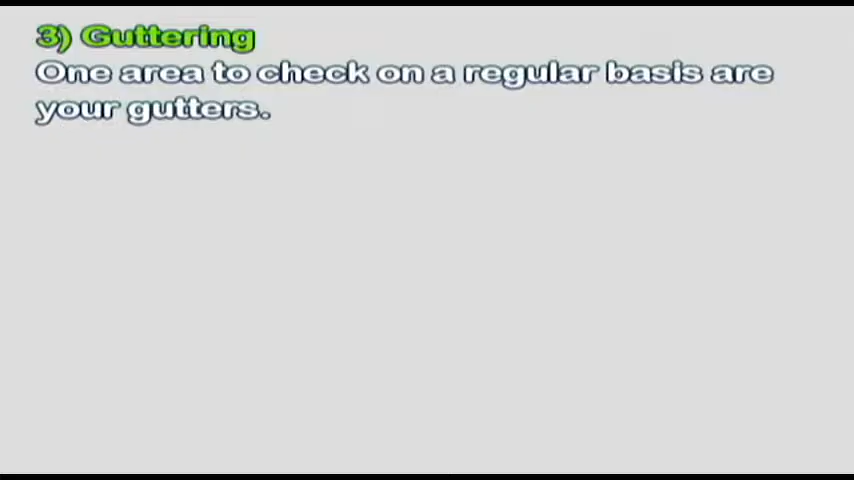 3) Guttering
One area to check on a regular basis are
your gutters.